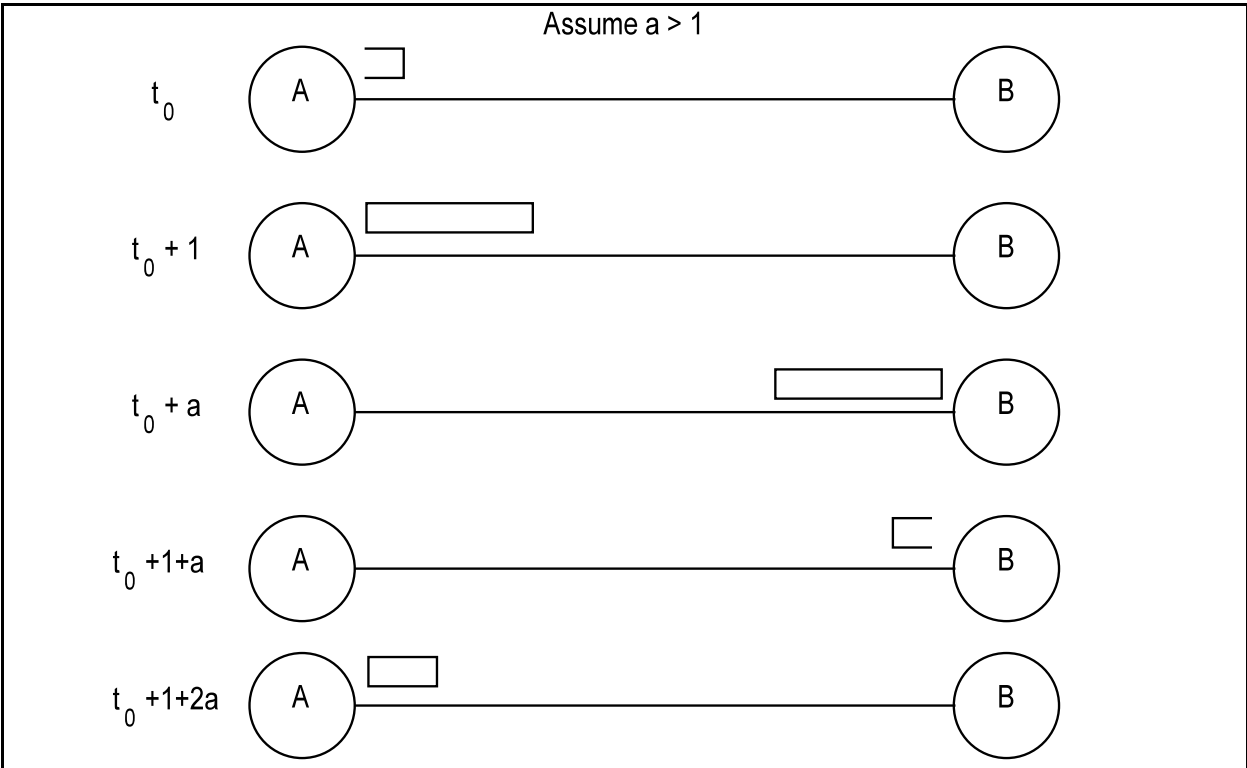 Assume a > 1
t₀ A B
t₀ + 1 A B
t₀ + a A B
t₀ +1+a A B
t₀ +1+2a A B